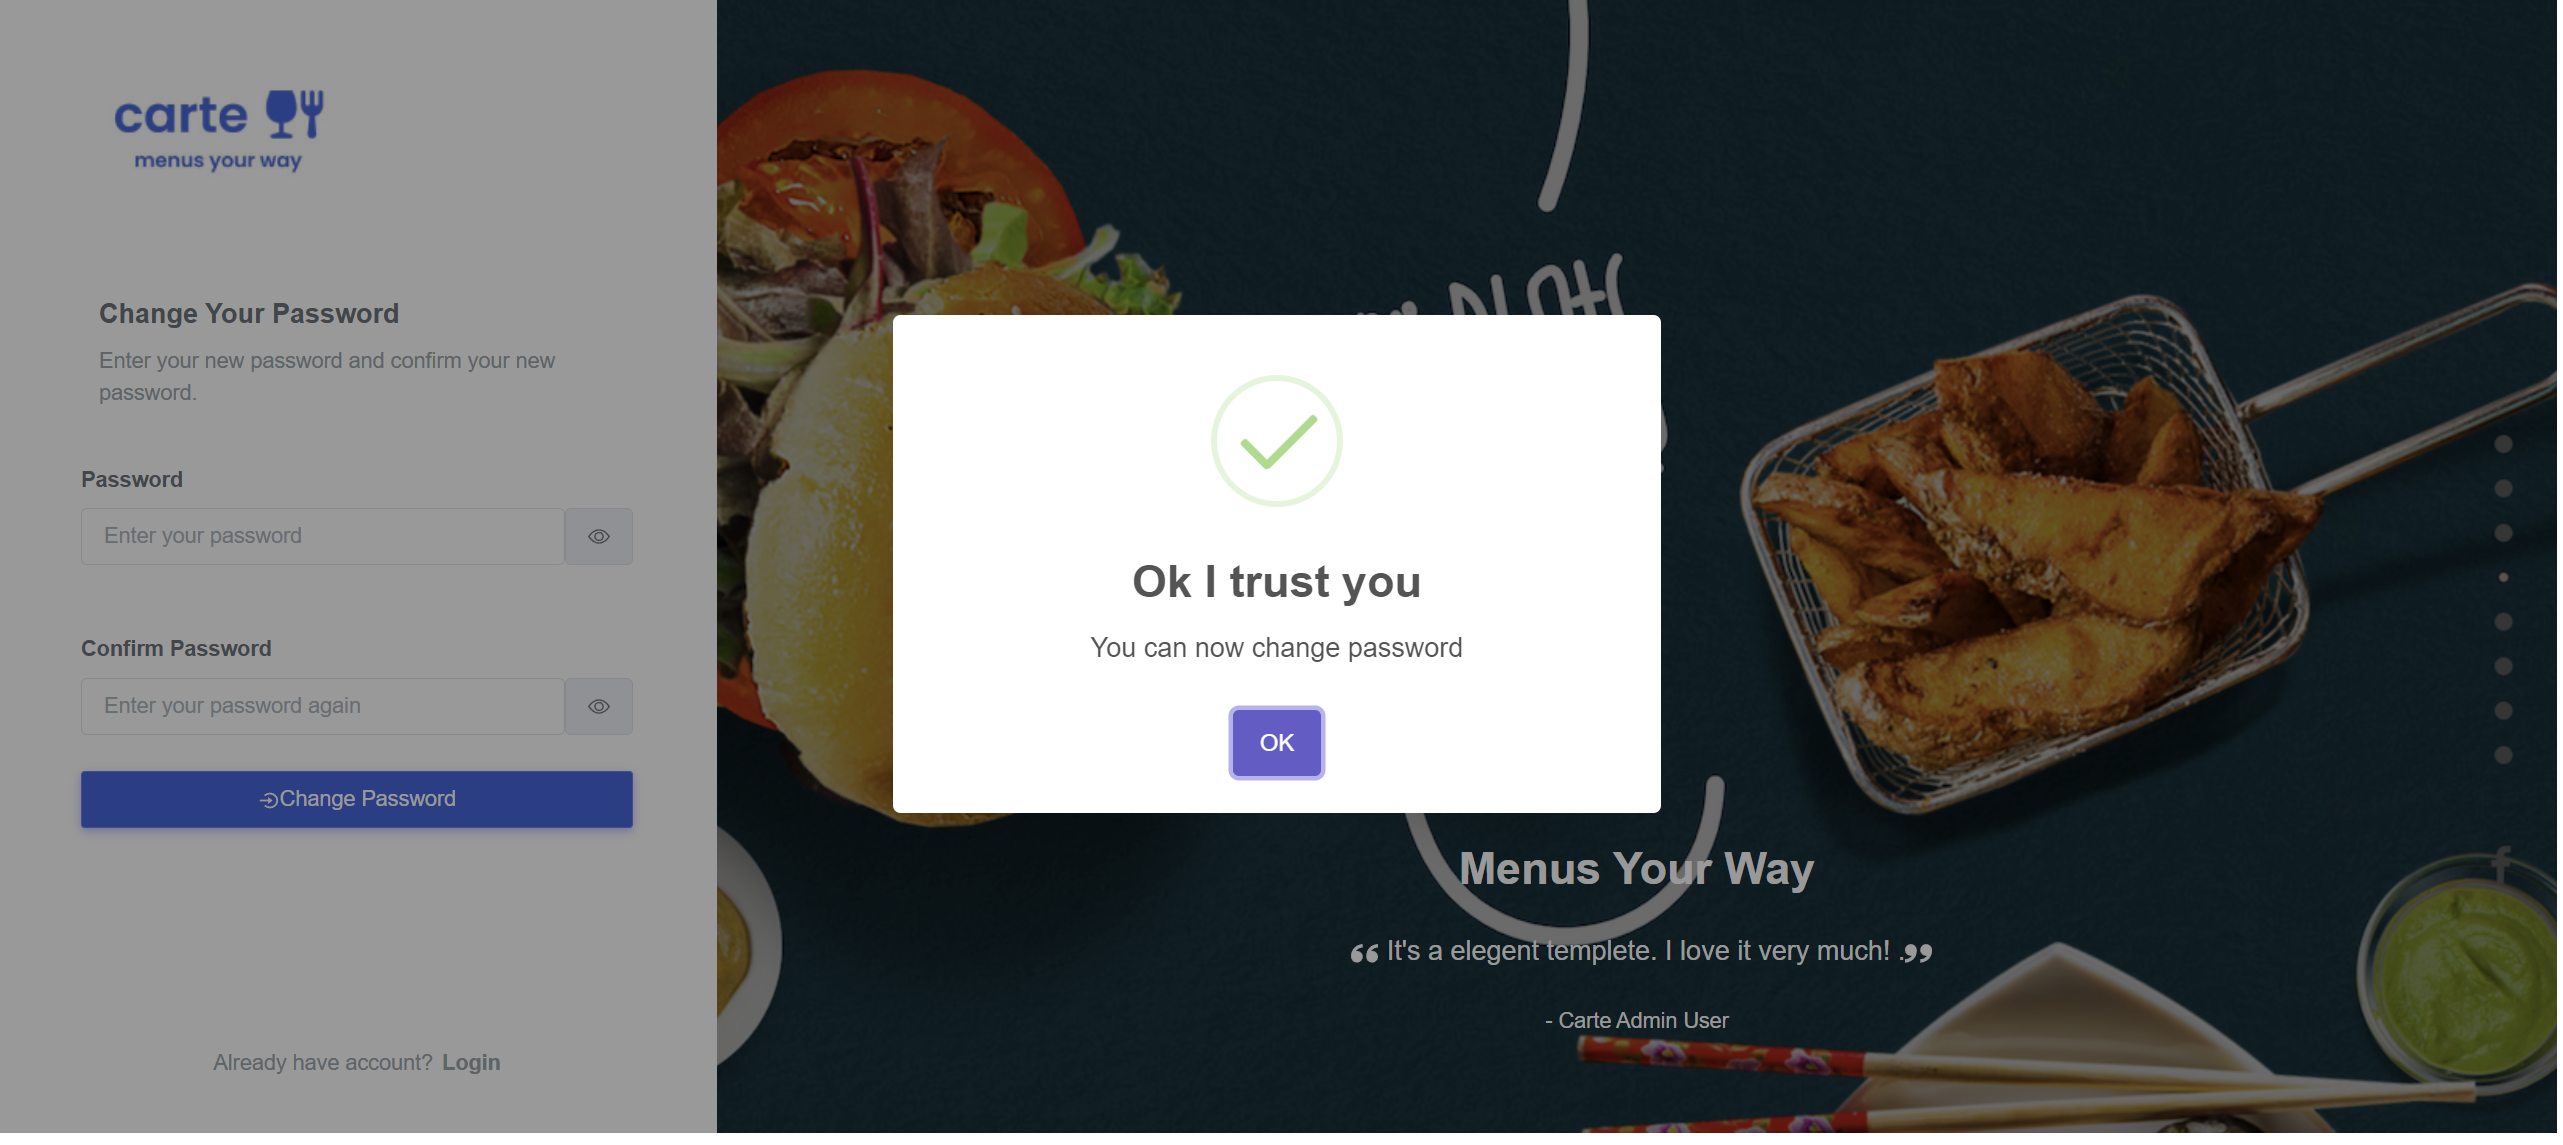 carte
menus your way
Change Your Password
Enter your new password and confirm your new
password.
Password
Enter your password
Confirm Password
Enter your password again
Change Password
Already have account? Login
Ok I trust you
You can now change password
OK
Menus Your Way
“ It's a elegent templete. I love it very much! .”
- Carte Admin User